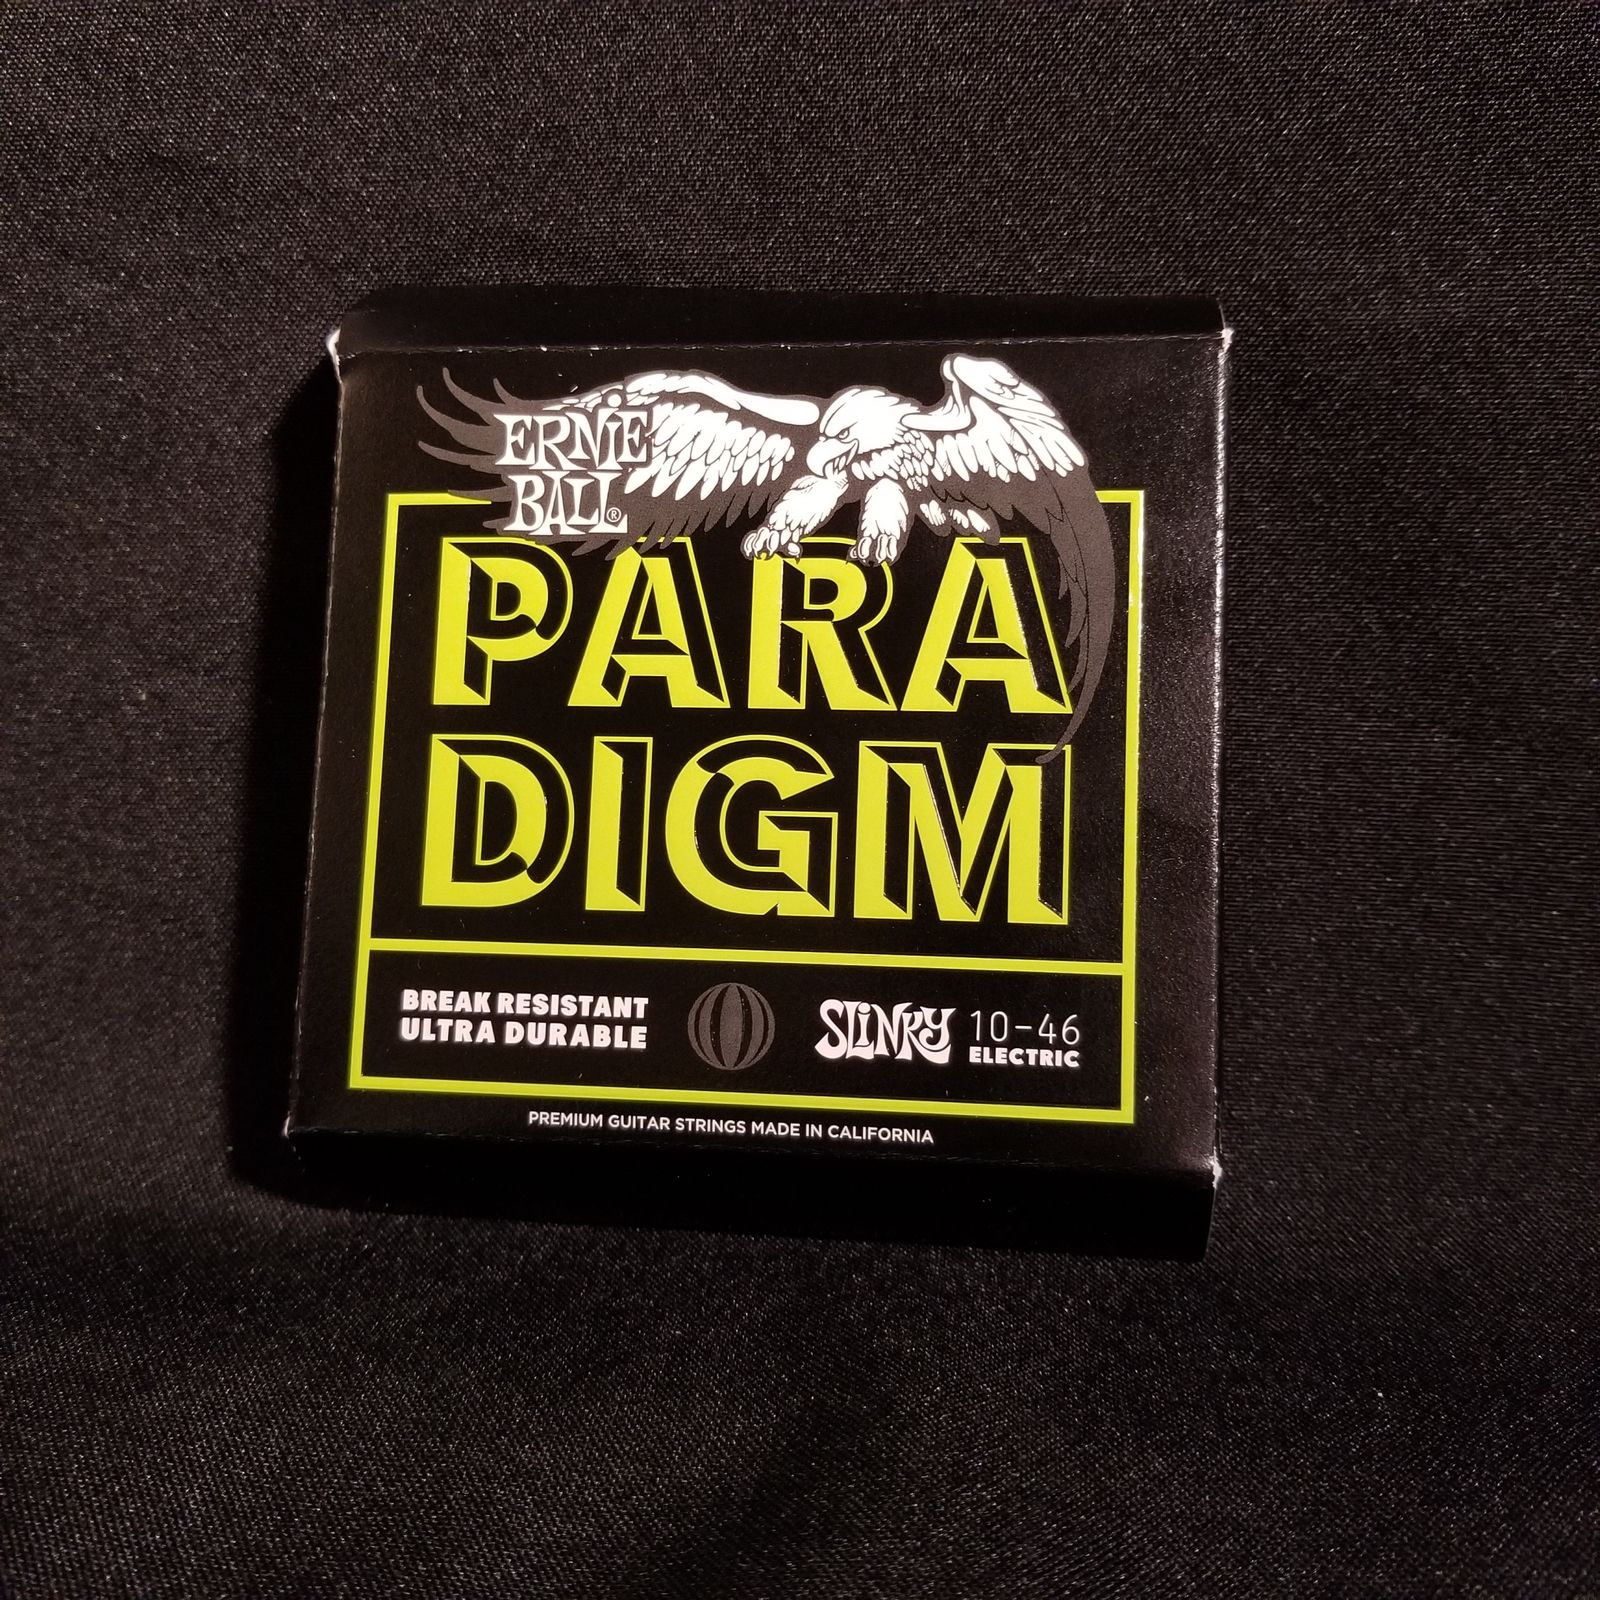 ERNiE
BALL®
PARA
DIGM
BREAK RESISTANT
ULTRA DURABLE
SLiNKY
10-46
ELECTRIC
PREMIUM GUITAR STRINGS MADE IN CALIFORNIA